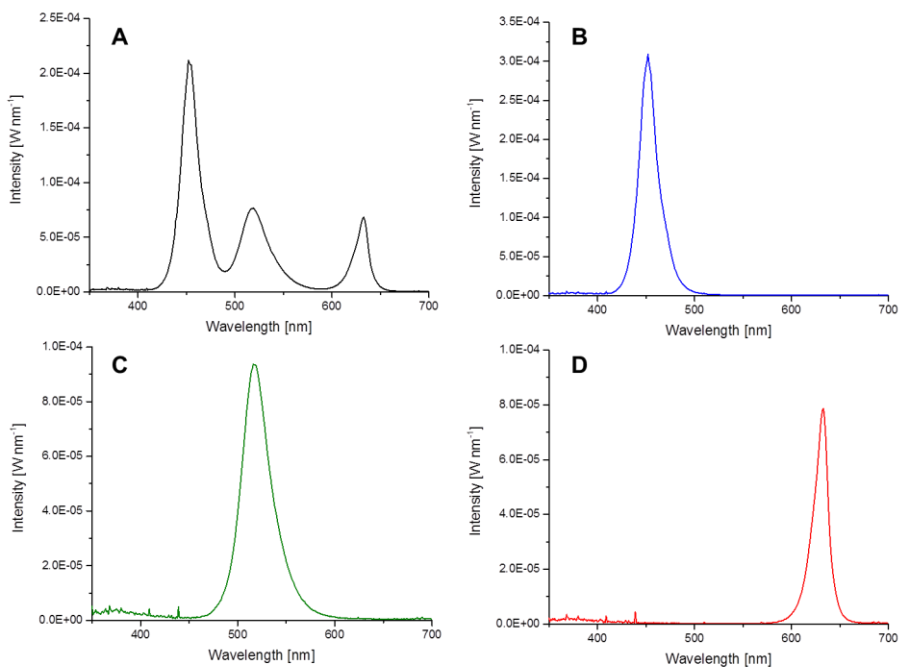 A
2.5E-04
2.0E-04
1.5E-04
1.0E-04
5.0E-05
0.0E+00
Intensity [W nm⁻¹]
400 500 600 700
Wavelength [nm]
B
3.5E-04
3.0E-04
2.5E-04
2.0E-04
1.5E-04
3.0E-04
5.0E-05
0.0E+00
Intensity [W nm⁻¹]
400 500 600 700
Wavelength [nm]
C
1.0E-04
8.0E-05
6.0E-05
4.0E-05
2.0E-05
0.0E+00
Intensity [W nm⁻¹]
400 500 600 700
Wavelength [nm]
D
1.0E-04
8.0E-05
6.0E-05
4.0E-05
2.0E-05
0.0E+00
Intensity [W nm⁻¹]
400 500 600 700
Wavelength [nm]